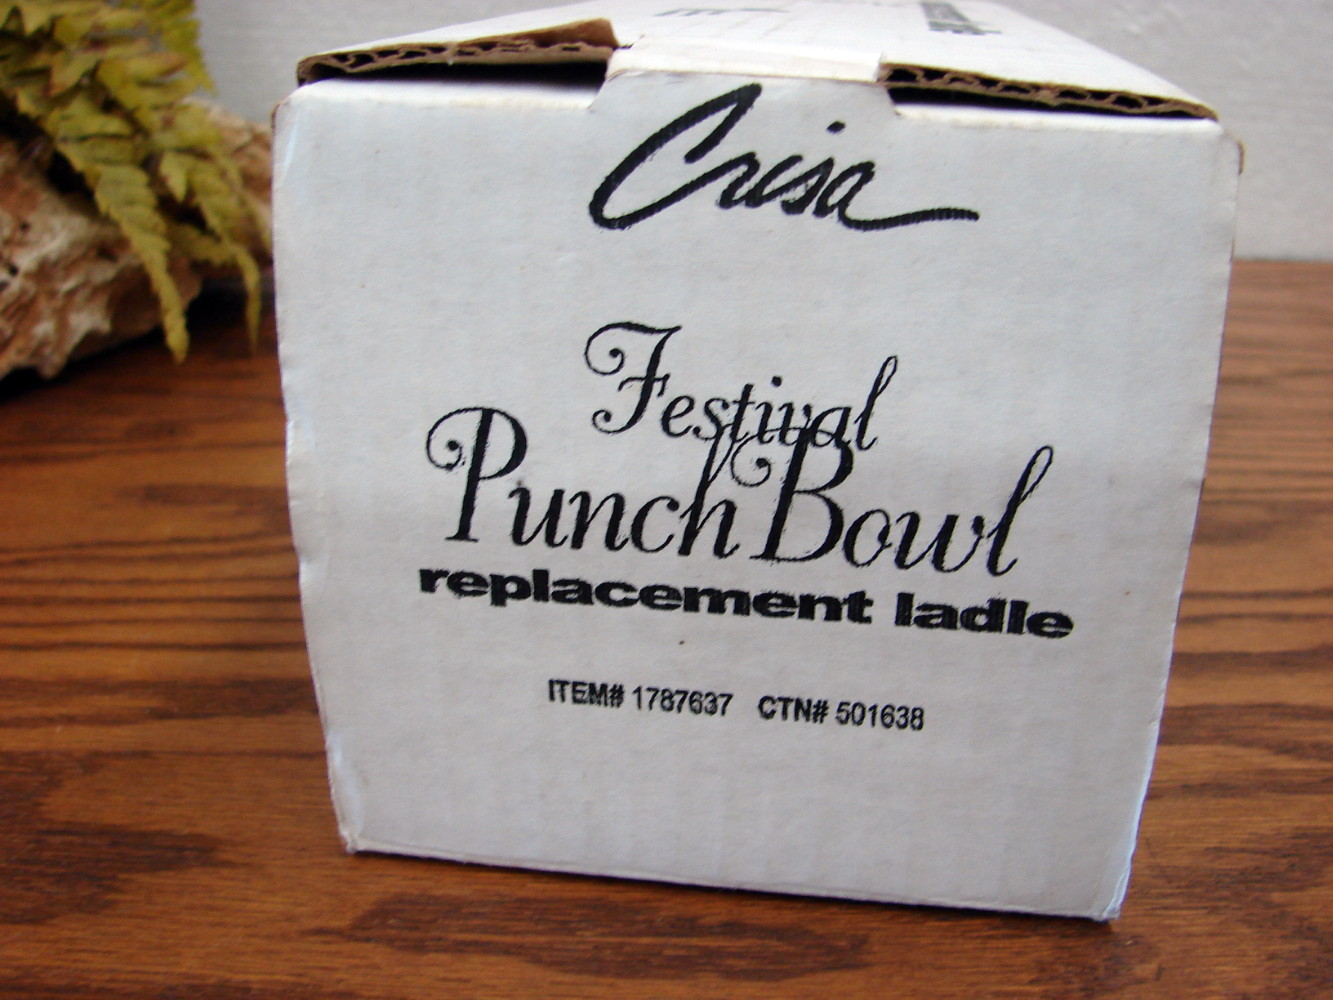 Crisa
Festival
Punch Bowl
replacement ladle
ITEM# 1787637 CTN# 501638